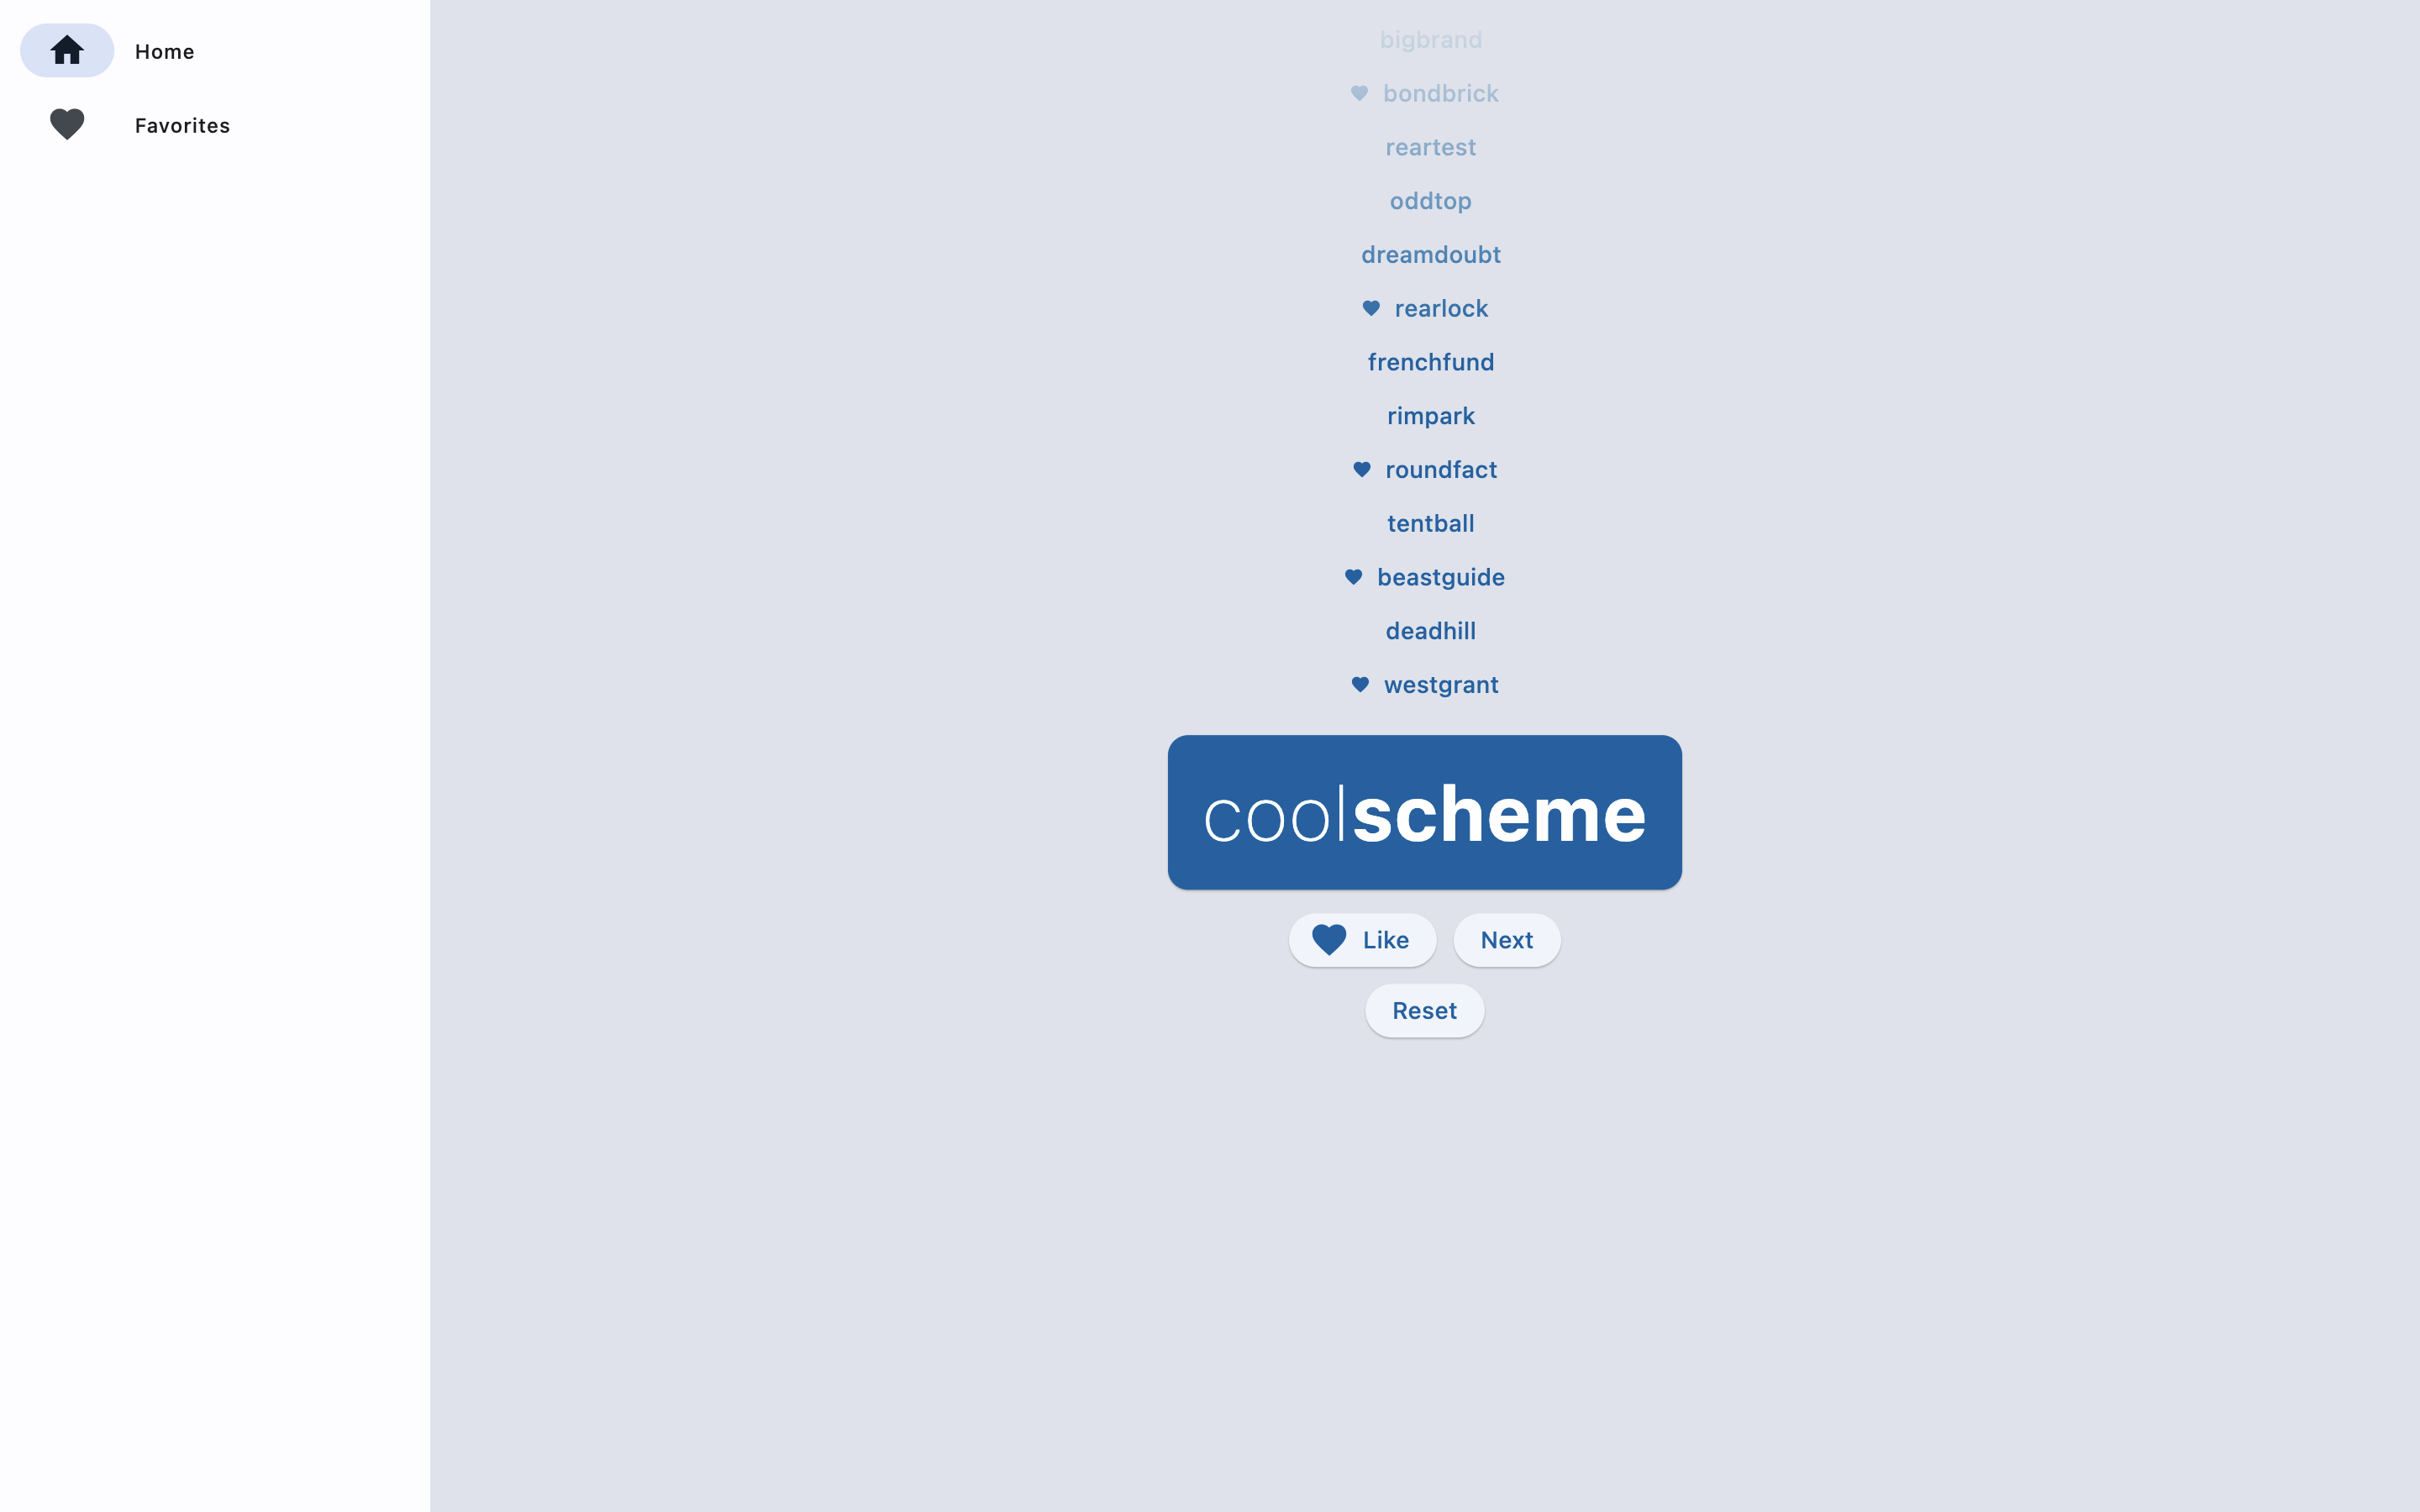 Home
Favorites
bigbrand
bondbrick
reartest
oddtop
dreamdoubt
rearlock
frenchfund
rimpark
roundfact
tentball
beastguide
deadhill
westgrant
coolscheme
Like
Next
Reset